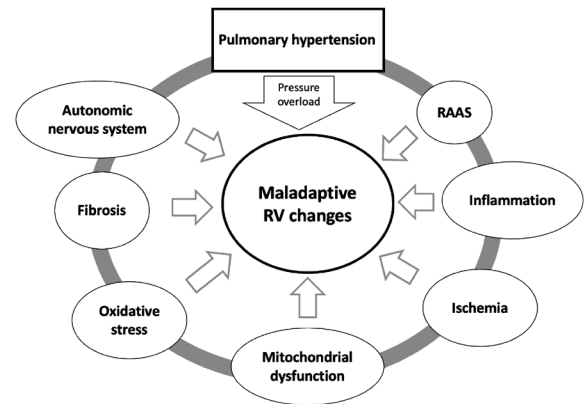 Pulmonary hypertension
Pressure
overload
Autonomic
nervous system
RAAS
Fibrosis
Maladaptive
RV changes
Inflammation
Oxidative
stress
Ischemia
Mitochondrial
dysfunction